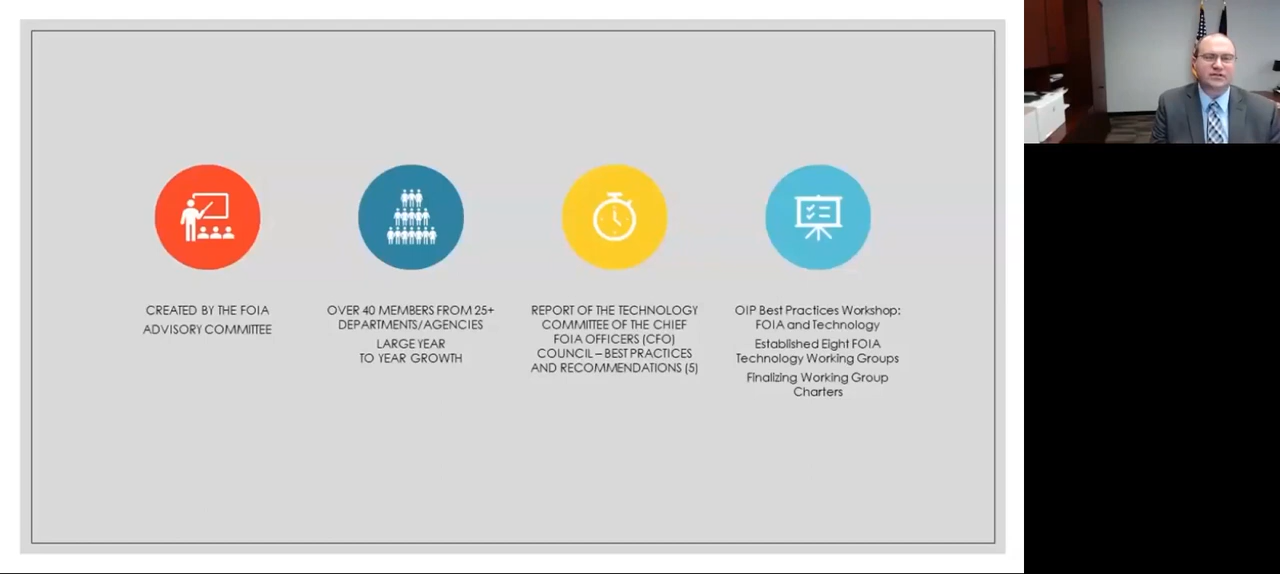 CREATED BY THE FOIA
ADVISORY COMMITTEE
OVER 40 MEMBERS FROM 25+
DEPARTMENTS/AGENCIES
LARGE YEAR
TO YEAR GROWTH
REPORT OF THE TECHNOLOGY
COMMITTEE OF THE CHIEF
FOIA OFFICERS (CFO)
COUNCIL – BEST PRACTICES
AND RECOMMENDATIONS (5)
OIP Best Practices Workshop:
FOIA and Technology
Established Eight FOIA
Technology Working Groups
Finalizing Working Group
Charters